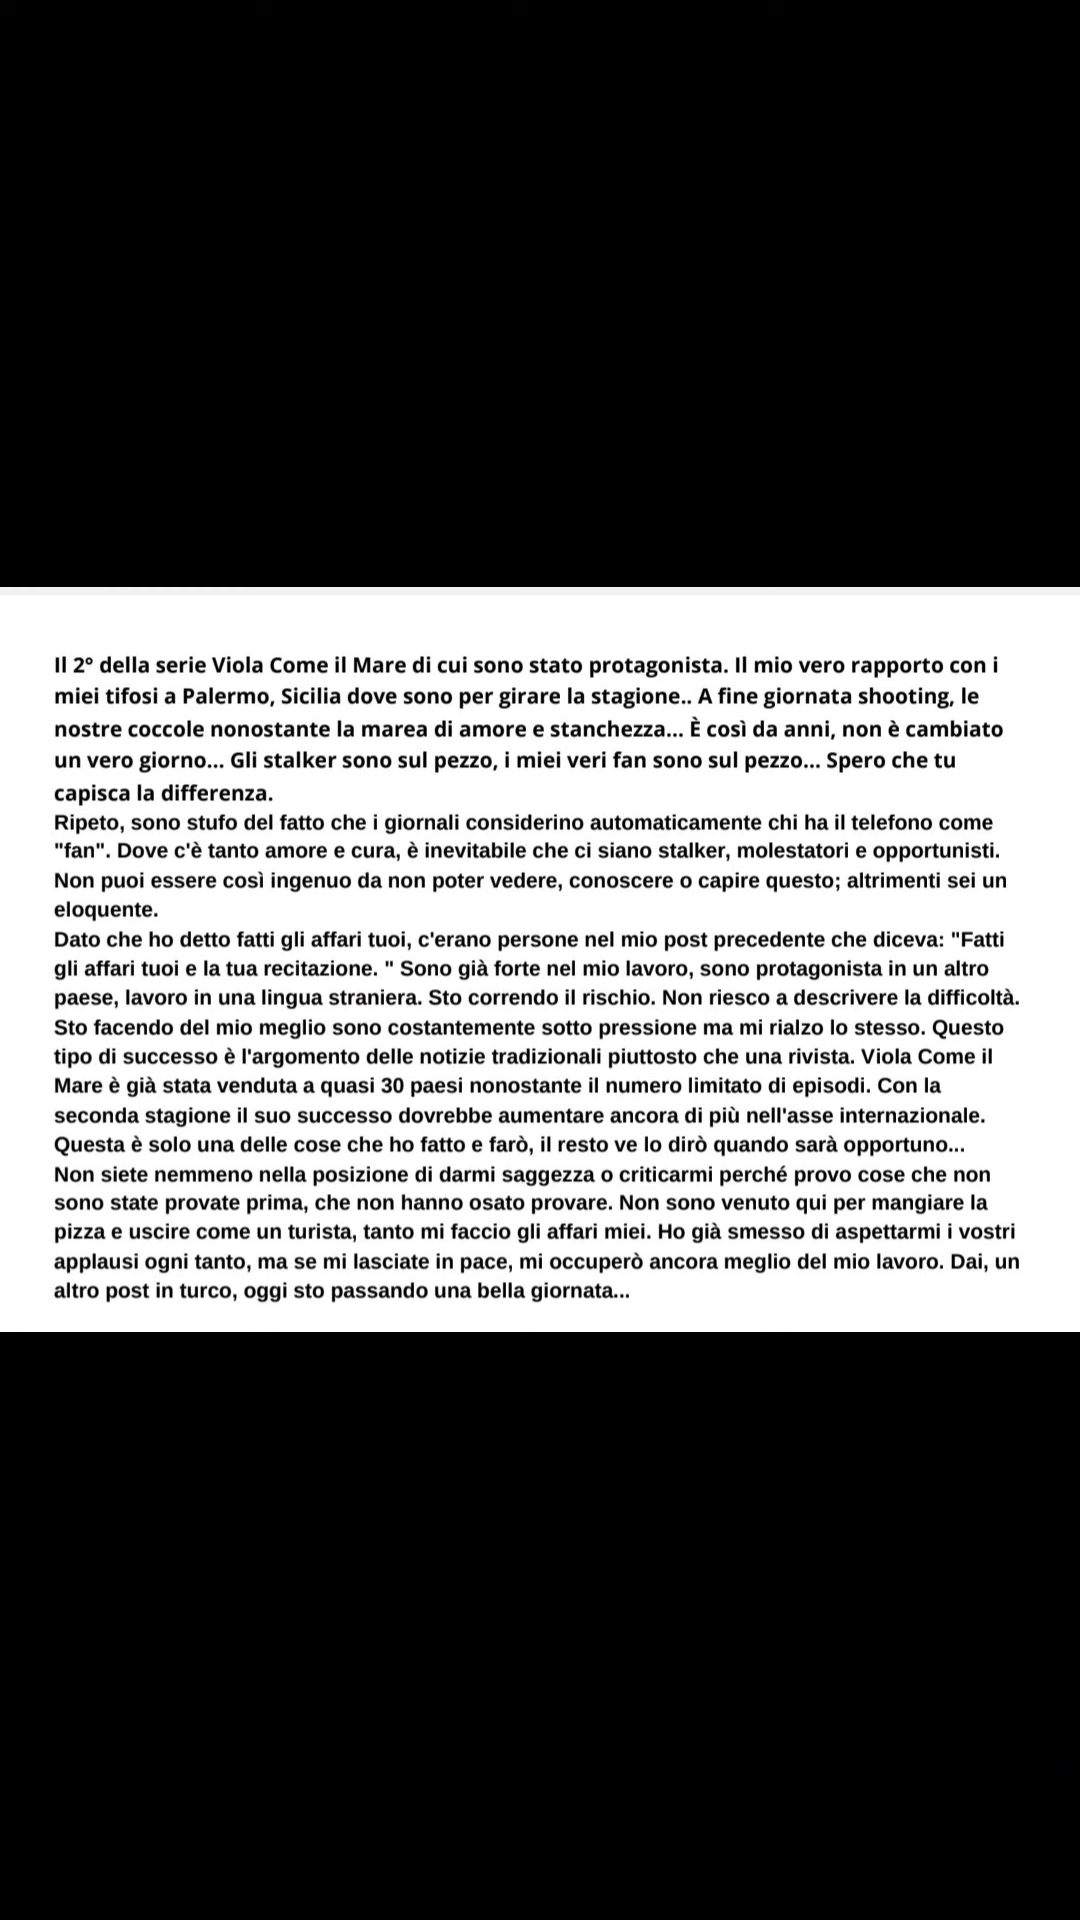 Il 2° della serie Viola Come il Mare di cui sono stato protagonista. Il mio vero rapporto con i
miei tifosi a Palermo, Sicilia dove sono per girare la stagione.. A fine giornata shooting, le
nostre coccole nonostante la marea di amore e stanchezza... È così da anni, non è cambiato
un vero giorno... Gli stalker sono sul pezzo, i miei veri fan sono sul pezzo... Spero che tu
capisca la differenza.
Ripeto, sono stufo del fatto che i giornali considerino automaticamente chi ha il telefono come
"fan". Dove c'è tanto amore e cura, è inevitabile che ci siano stalker, molestatori e opportunisti.
Non puoi essere così ingenuo da non poter vedere, conoscere o capire questo; altrimenti sei un
eloquente.
Dato che ho detto fatti gli affari tuoi, c'erano persone nel mio post precedente che diceva: "Fatti
gli affari tuoi e la tua recitazione. " Sono già forte nel mio lavoro, sono protagonista in un altro
paese, lavoro in una lingua straniera. Sto correndo il rischio. Non riesco a descrivere la difficoltà.
Sto facendo del mio meglio sono costantemente sotto pressione ma mi rialzo lo stesso. Questo
tipo di successo è l'argomento delle notizie tradizionali piuttosto che una rivista. Viola Come il
Mare è già stata venduta a quasi 30 paesi nonostante il numero limitato di episodi. Con la
seconda stagione il suo successo dovrebbe aumentare ancora di più nell'asse internazionale.
Questa è solo una delle cose che ho fatto e farò, il resto ve lo dirò quando sarà opportuno...
Non siete nemmeno nella posizione di darmi saggezza o criticarmi perché provo cose che non
sono state provate prima, che non hanno osato provare. Non sono venuto qui per mangiare la
pizza e uscire come un turista, tanto mi faccio gli affari miei. Ho già smesso di aspettarmi i vostri
applausi ogni tanto, ma se mi lasciate in pace, mi occuperò ancora meglio del mio lavoro. Dai, un
altro post in turco, oggi sto passando una bella giornata...